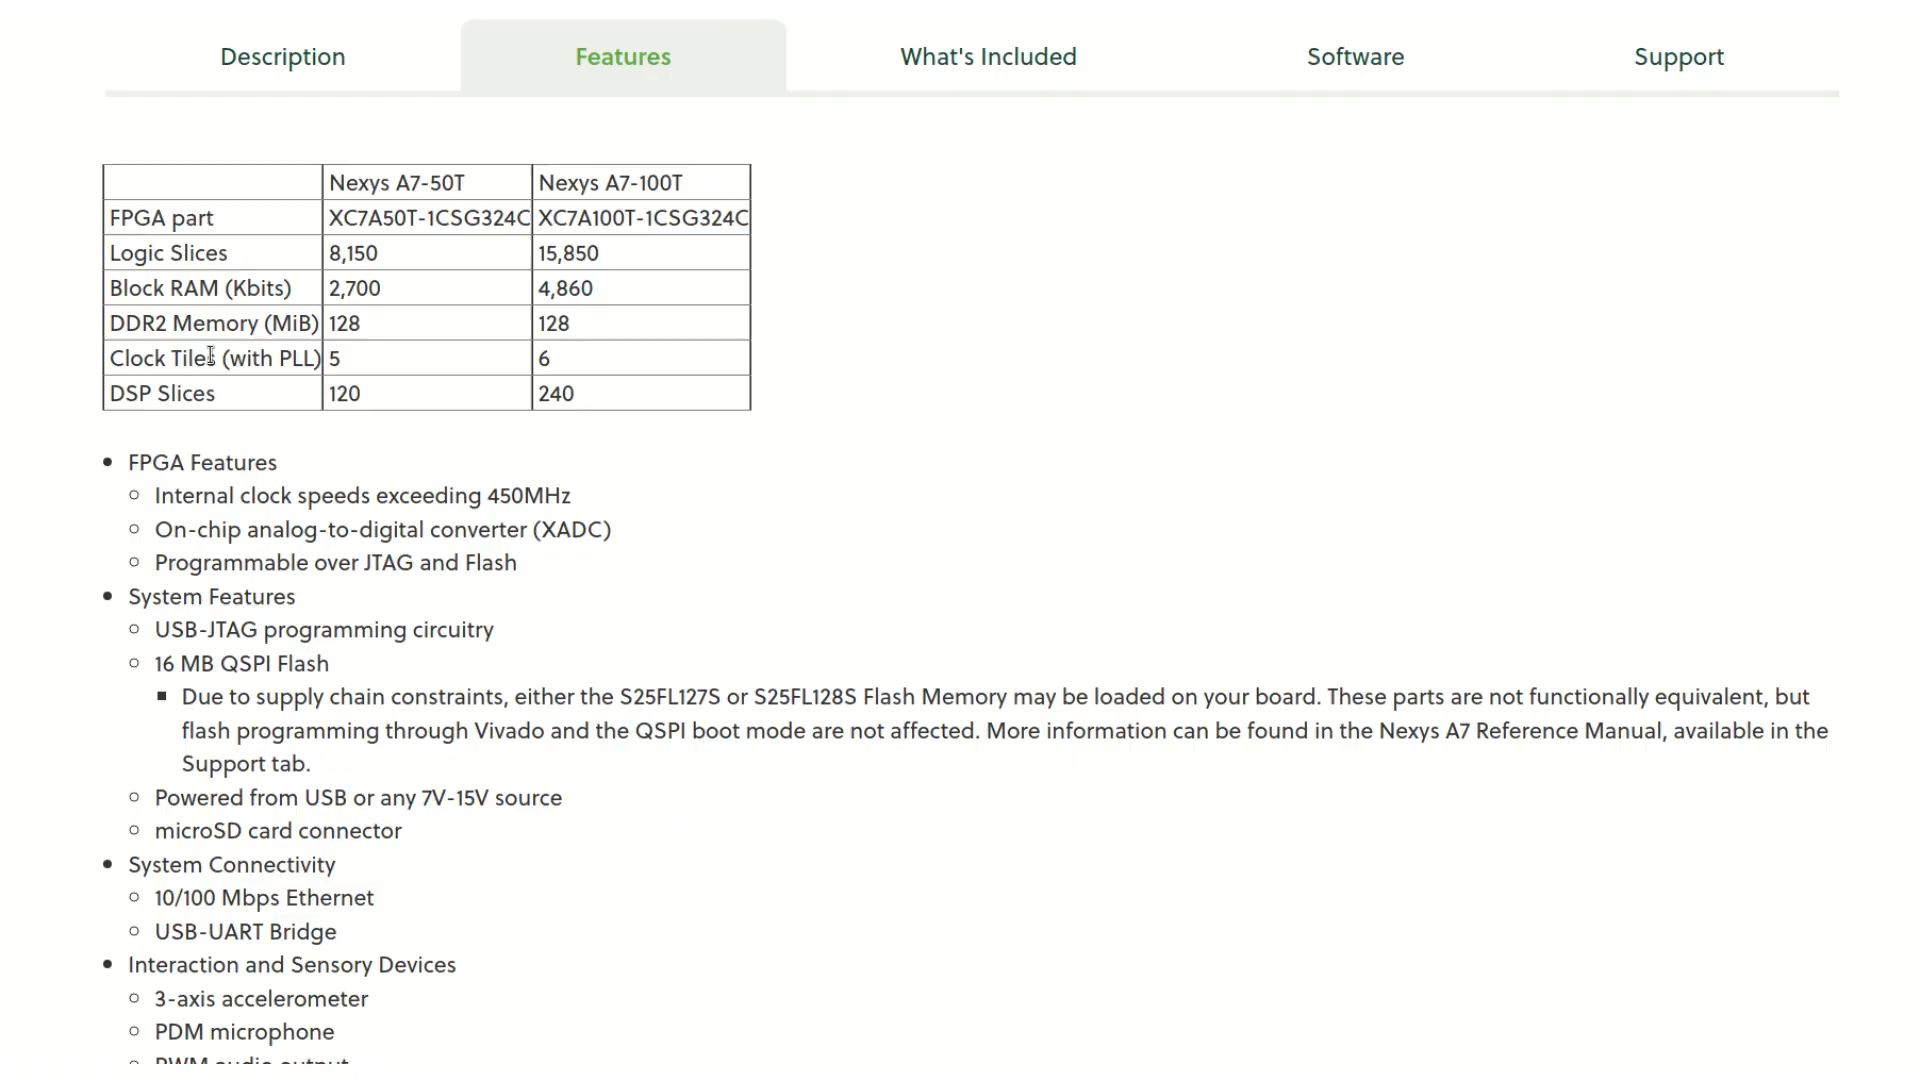 Description Features What's Included Software Support
Nexys A7-50T Nexys A7-100T
FPGA part XC7A50T-1CSG324C XC7A100T-1CSG324C
Logic Slices 8,150 15,850
Block RAM (Kbits) 2,700 4,860
DDR2 Memory (MiB) 128 128
Clock Tiles (with PLL) 5 6
DSP Slices 120 240
FPGA Features
Internal clock speeds exceeding 450MHz
On-chip analog-to-digital converter (XADC)
Programmable over JTAG and Flash
System Features
USB-JTAG programming circuitry
16 MB QSPI Flash
Due to supply chain constraints, either the S25FL127S or S25FL128S Flash Memory may be loaded on your board. These parts are not functionally equivalent, but
flash programming through Vivado and the QSPI boot mode are not affected. More information can be found in the Nexys A7 Reference Manual, available in the
Support tab.
Powered from USB or any 7V-15V source
microSD card connector
System Connectivity
10/100 Mbps Ethernet
USB-UART Bridge
Interaction and Sensory Devices
3-axis accelerometer
PDM microphone
PWM audio output